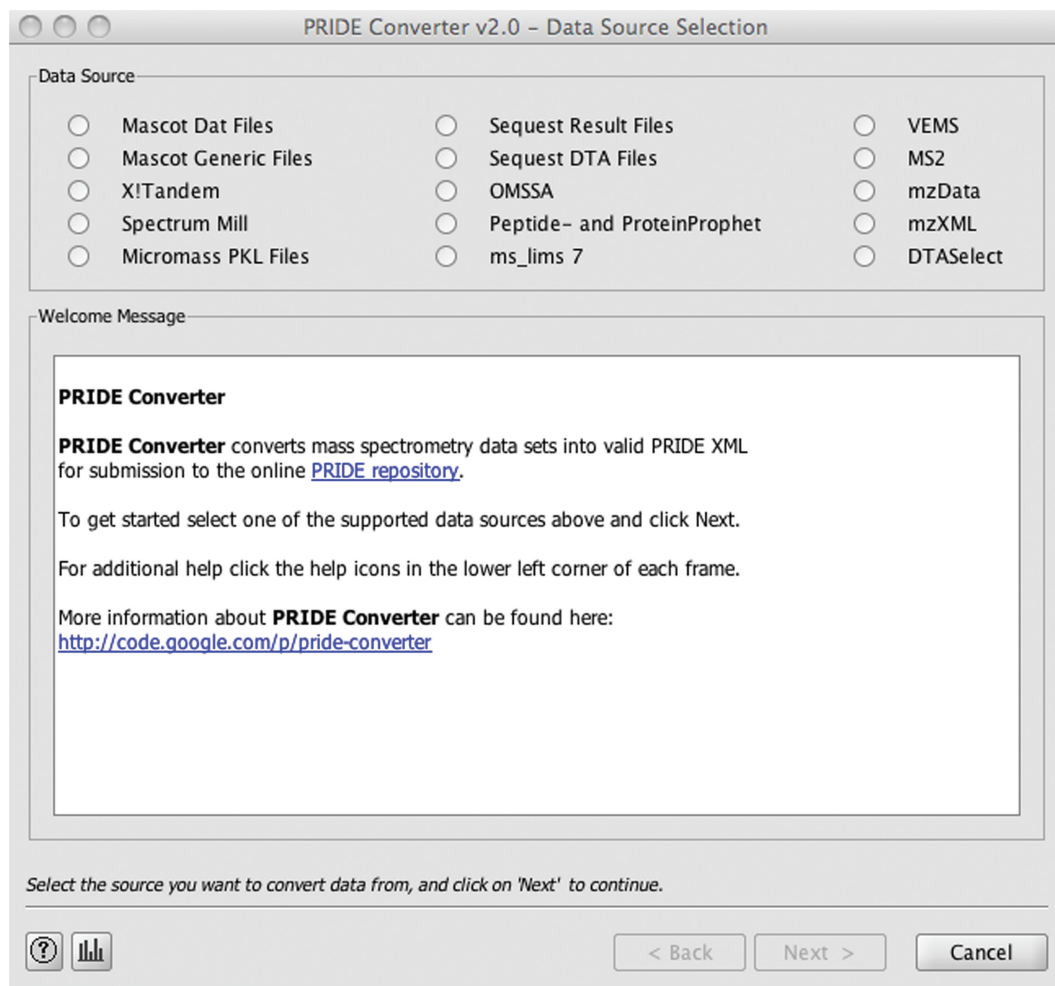 PRIDE Converter v2.0 – Data Source Selection
Data Source
Mascot Dat Files
Mascot Generic Files
X!Tandem
Spectrum Mill
Micromass PKL Files
Sequest Result Files
Sequest DTA Files
OMSSA
Peptide– and ProteinProphet
ms_lims 7
VEMS
MS2
mzData
mzXML
DTASelect
Welcome Message
PRIDE Converter
PRIDE Converter converts mass spectrometry data sets into valid PRIDE XML
for submission to the online PRIDE repository.
To get started select one of the supported data sources above and click Next.
For additional help click the help icons in the lower left corner of each frame.
More information about PRIDE Converter can be found here:
http://code.google.com/p/pride-converter
Select the source you want to convert data from, and click on 'Next' to continue.
? < Back Next > Cancel